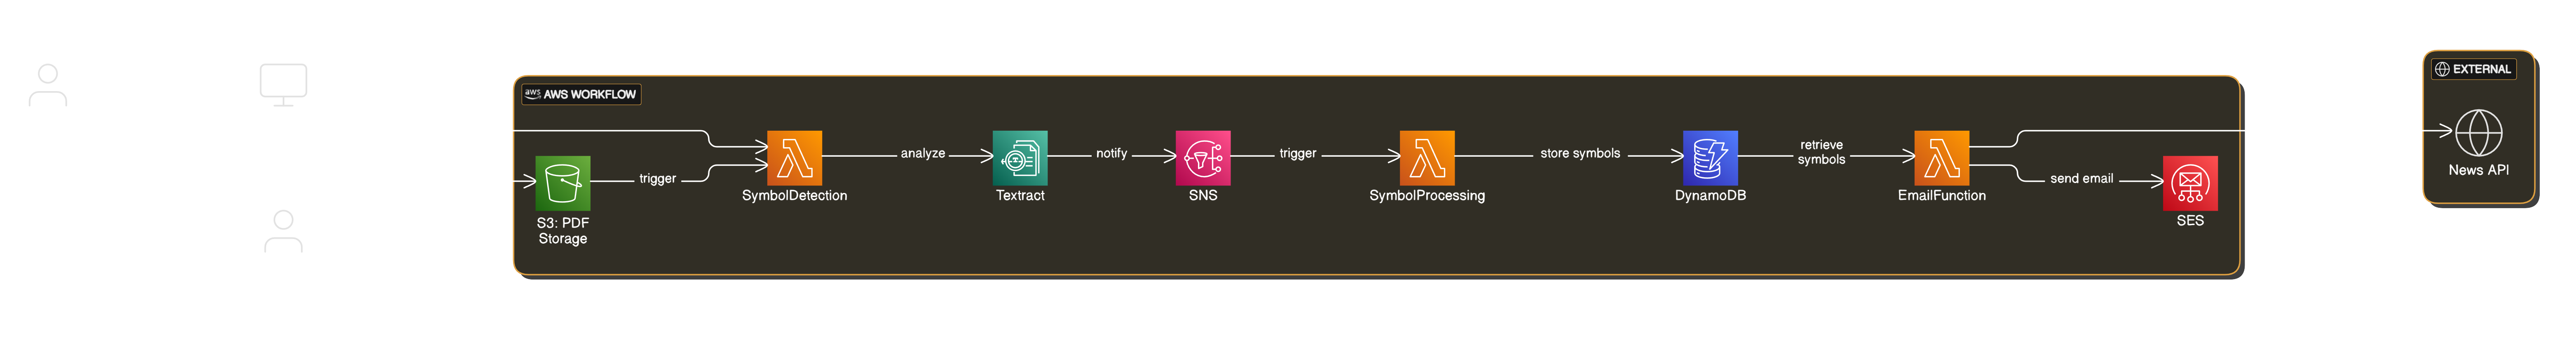 aws AWS WORKFLOW
EXTERNAL
S3: PDF
Storage
trigger
SymbolDetection
analyze
Textract
notify
SNS
trigger
SymbolProcessing
store symbols
DynamoDB
retrieve
symbols
EmailFunction
send email
SES
News API